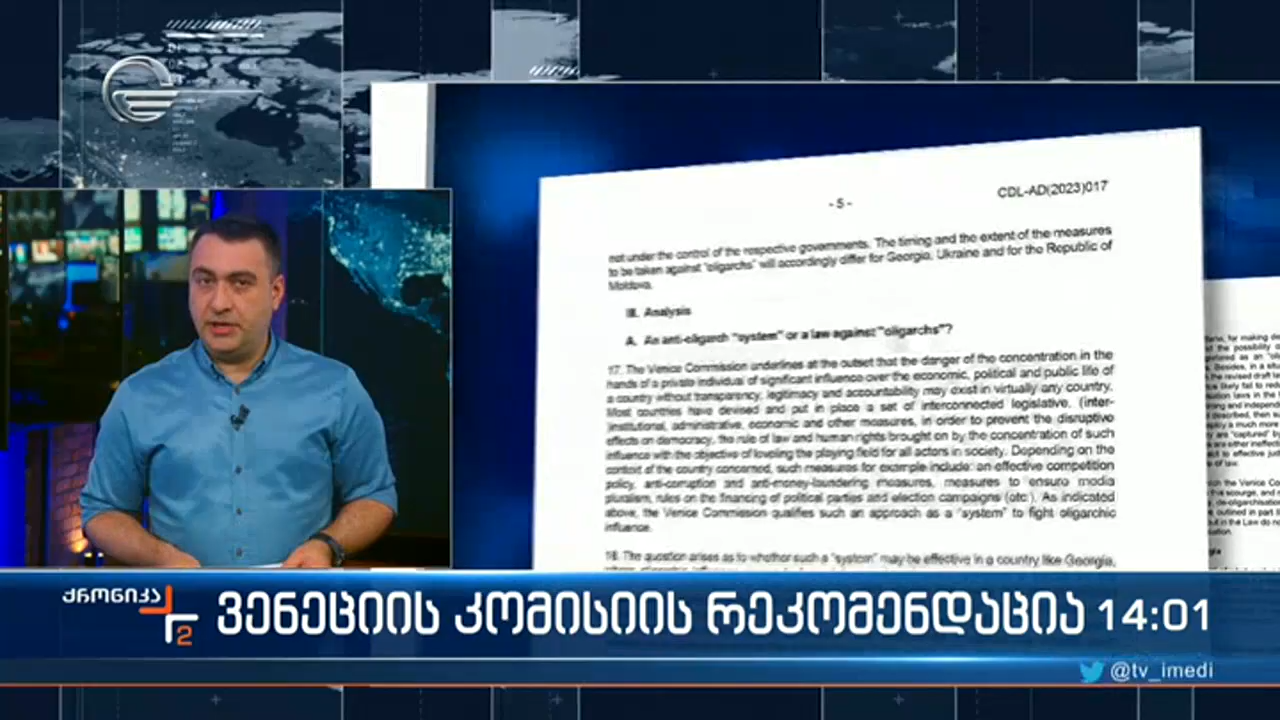 CDL-AD(2023)017
- 5 -
not under the control of the respective governments. The timing and the extent of the measures
to be taken against "oligarchs" will accordingly differ for Georgia, Ukraine and for the Republic of
Moldova.
III. Analysis
A. An anti-oligarch "system" or a law against "oligarchs"?
17. The Venice Commission underlines at the outset that the danger of the concentration in the
hands of a private individual of significant influence over the economic, political and public life of
a country without transparency, legitimacy and accountability may exist in virtually any country.
Most countries have devised and put in place a set of interconnected legislative, (inter-
)institutional, administrative, economic and other measures, in order to prevent the disruptive
effects on democracy, the rule of law and human rights brought on by the concentration of such
influence with the objective of leveling the playing field for all actors in society. Depending on the
context of the country concerned, such measures for example include: an effective competition
policy, anti-corruption and anti-money-laundering measures, measures to ensure media
pluralism, rules on the financing of political parties and election campaigns (etc.). As indicated
above, the Venice Commission qualifies such an approach as a "system" to fight oligarchic
influence.
18. The question arises as to whether such a "system" may be effective in a country like Georgia,
ქრონიკა
2
ვენეციის კომისიის რეკომენდაცია 14:01
@tv_imedi